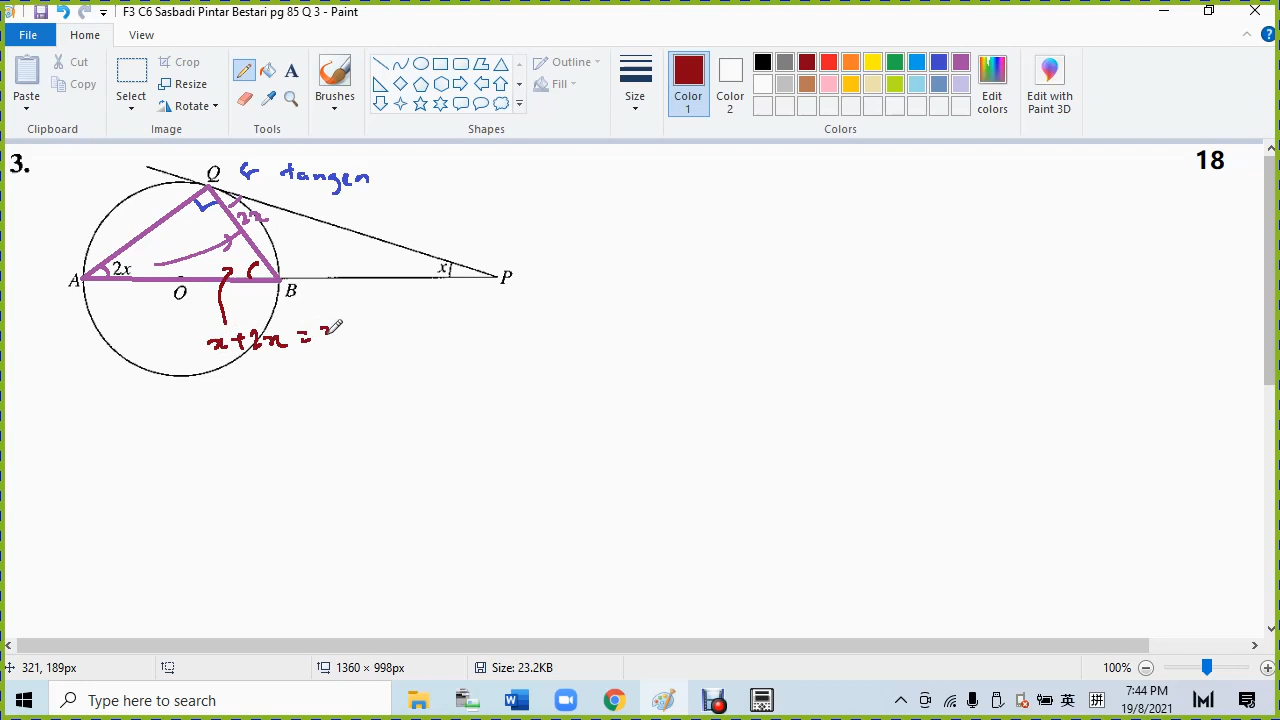 F3 C6 Sasbadi Pintar Bestari pg 85 Q 3 - Paint
File Home View
Paste
Cut
Copy
Clipboard
Select
Crop
Resize
Rotate
Image
A
Tools
Brushes
Shapes
Outline
Fill
Size
Color 1
Color 2
Colors
Edit colors
Edit with Paint 3D
3.
18
Q
tangen
2x
A
2x
O
B
x
P
x+2x =
321, 189px
1360 × 998px
Size: 23.2KB
100%
Type here to search
英
拼
7:44 PM
19/8/2021